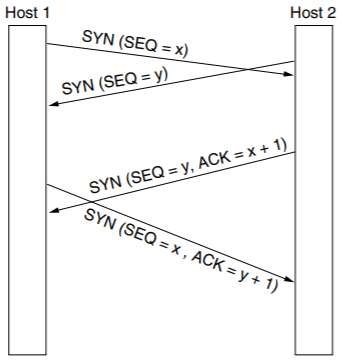 Host 1
Host 2
SYN (SEQ = x)
SYN (SEQ = y)
SYN (SEQ = y, ACK = x + 1)
SYN (SEQ = x , ACK = y + 1)